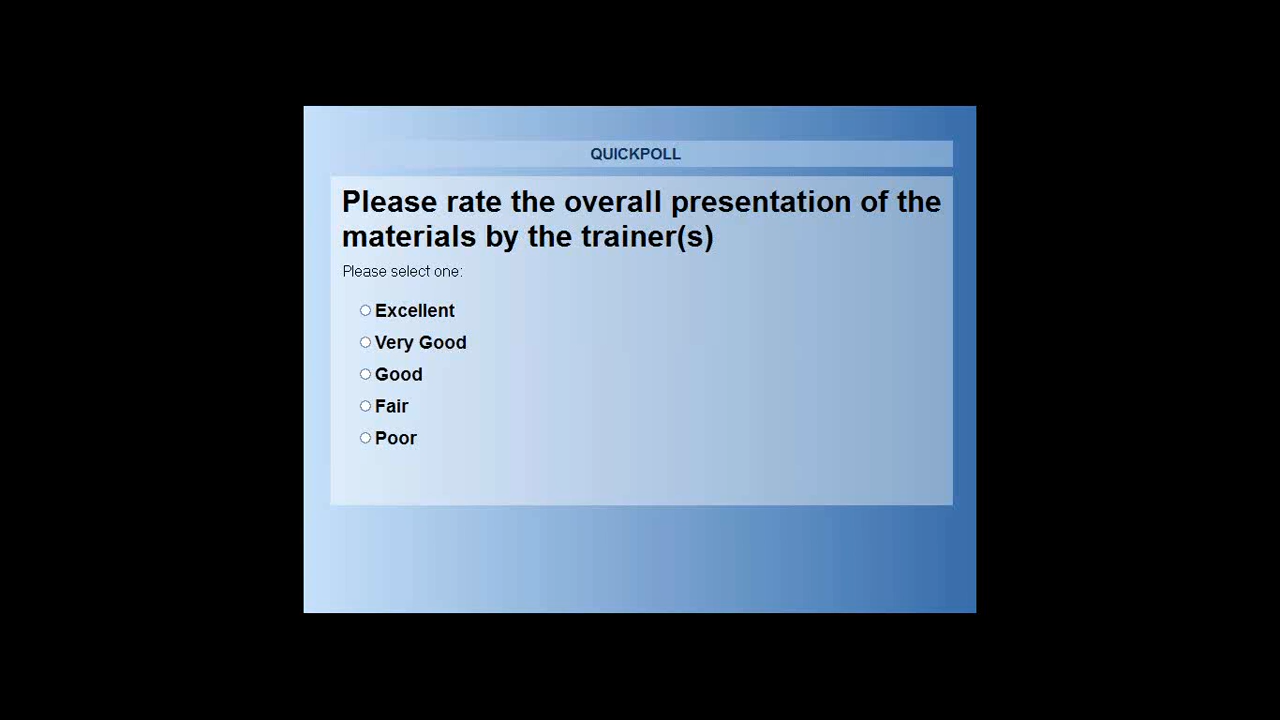 QUICKPOLL
Please rate the overall presentation of the
materials by the trainer(s)
Please select one:
Excellent
Very Good
Good
Fair
Poor